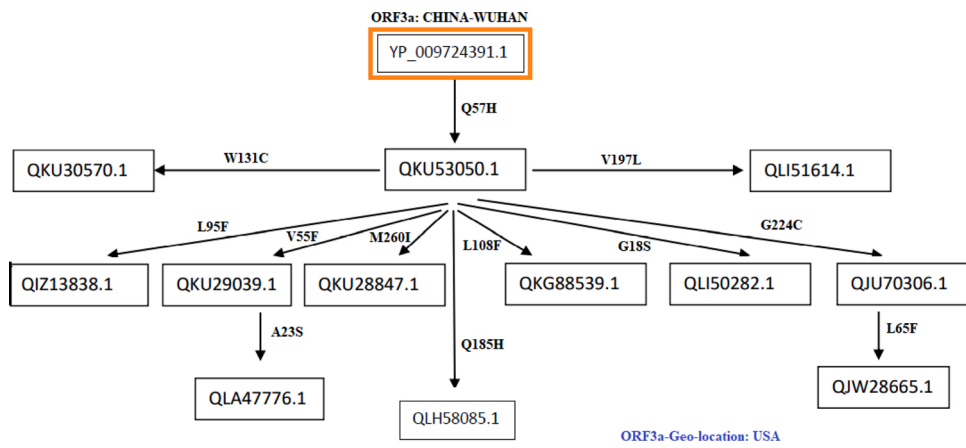 ORF3a: CHINA-WUHAN
YP_009724391.1
Q57H
QKU30570.1
W131C
QKU53050.1
V197L
QLI51614.1
L95F
V55F
M260I
L108F
G18S
G224C
QIZ13838.1
QKU29039.1
QKU28847.1
QKG88539.1
QLI50282.1
QJU70306.1
A23S
Q185H
L65F
QLA47776.1
QLH58085.1
QJW28665.1
ORF3a-Geo-location: USA